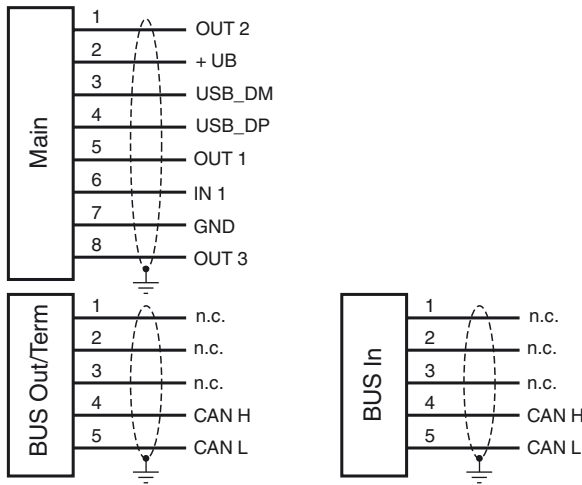 Main
1 OUT 2
2 + UB
3 USB_DM
4 USB_DP
5 OUT 1
6 IN 1
7 GND
8 OUT 3
BUS Out/Term
1 n.c.
2 n.c.
3 n.c.
4 CAN H
5 CAN L
BUS In
1 n.c.
2 n.c.
3 n.c.
4 CAN H
5 CAN L